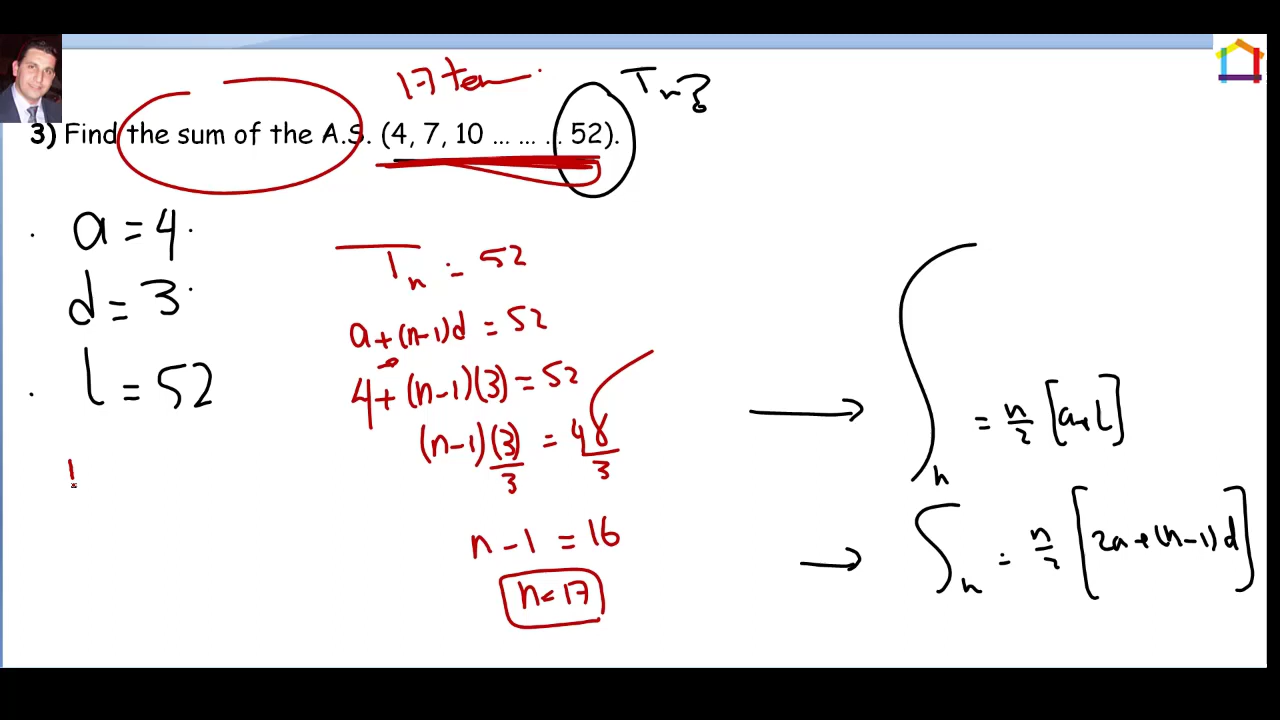 17 ter
3) Find the sum of the A.S. (4, 7, 10 ... ... ... 52).
Tn
a = 4
d = 3
l = 52
Tn = 52
a + (n-1)d = 52
4 + (n-1)(3) = 52
(n-1)(3)/3 = 48/3
n - 1 = 16
n = 17
Sn = n/2 [a + l]
Sn = n/2 [2a + (n-1)d]